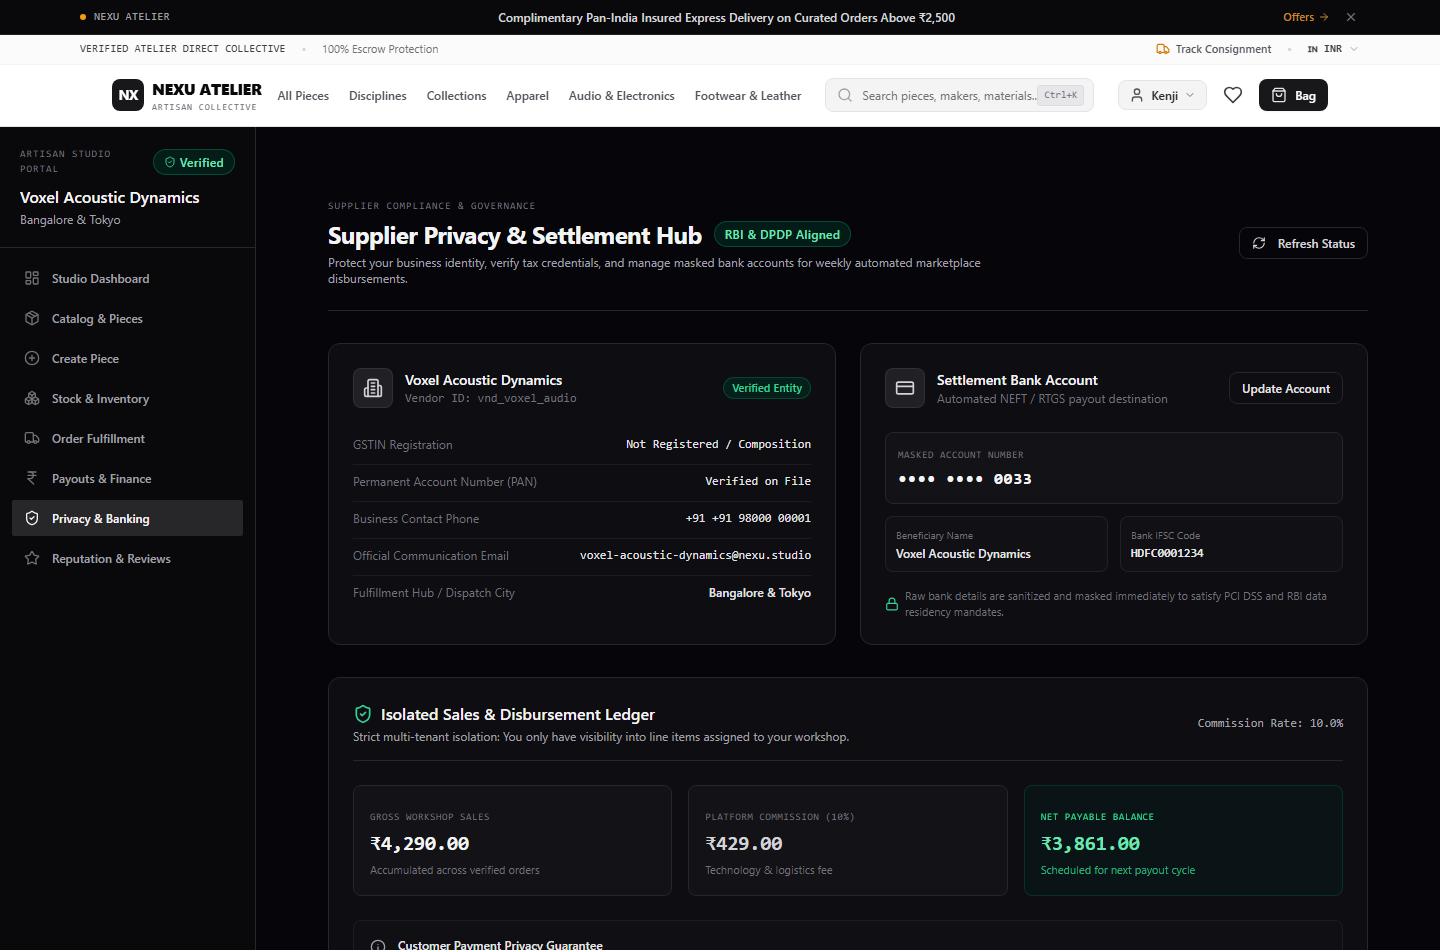 NEXU ATELIER
Complimentary Pan-India Insured Express Delivery on Curated Orders Above ₹2,500
Offers →
VERIFIED ATELIER DIRECT COLLECTIVE • 100% Escrow Protection
Track Consignment • IN INR
NX NEXU ATELIER
ARTISAN COLLECTIVE
All Pieces
Disciplines
Collections
Apparel
Audio & Electronics
Footwear & Leather
Search pieces, makers, materials.. Ctrl+K
Kenji
Bag
ARTISAN STUDIO
PORTAL
Verified
Voxel Acoustic Dynamics
Bangalore & Tokyo
Studio Dashboard
Catalog & Pieces
Create Piece
Stock & Inventory
Order Fulfillment
Payouts & Finance
Privacy & Banking
Reputation & Reviews
SUPPLIER COMPLIANCE & GOVERNANCE
Supplier Privacy & Settlement Hub
RBI & DPDP Aligned
Protect your business identity, verify tax credentials, and manage masked bank accounts for weekly automated marketplace
disbursements.
Refresh Status
Voxel Acoustic Dynamics
Vendor ID: vnd_voxel_audio
Verified Entity
GSTIN Registration Not Registered / Composition
Permanent Account Number (PAN) Verified on File
Business Contact Phone +91 +91 98000 00001
Official Communication Email voxel-acoustic-dynamics@nexu.studio
Fulfillment Hub / Dispatch City Bangalore & Tokyo
Settlement Bank Account
Automated NEFT / RTGS payout destination
Update Account
MASKED ACCOUNT NUMBER
•••• •••• 0033
Beneficiary Name
Voxel Acoustic Dynamics
Bank IFSC Code
HDFC0001234
Raw bank details are sanitized and masked immediately to satisfy PCI DSS and RBI data
residency mandates.
Isolated Sales & Disbursement Ledger
Strict multi-tenant isolation: You only have visibility into line items assigned to your workshop.
Commission Rate: 10.0%
GROSS WORKSHOP SALES
₹4,290.00
Accumulated across verified orders
PLATFORM COMMISSION (10%)
₹429.00
Technology & logistics fee
NET PAYABLE BALANCE
₹3,861.00
Scheduled for next payout cycle
Customer Payment Privacy Guarantee